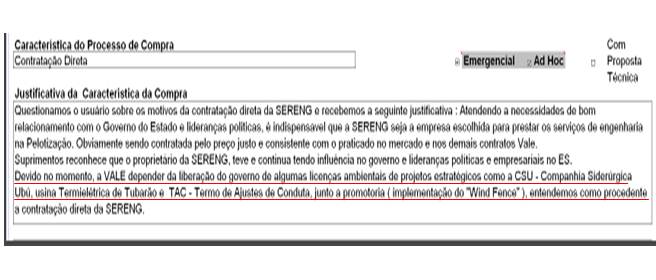 Característica do Processo de Compra
Contratação Direta
Emergencial
Ad Hoc
Com
Proposta
Técnica
Justificativa da Característica da Compra
Questionamos o usuário sobre os motivos da contratação direta da SERENG e recebemos a seguinte justificativa : Atendendo a necessidades de bom
relacionamento com o Governo do Estado e lideranças políticas, é indispensavel que a SERENG seja a empresa escolhida para prestar os serviços de engenharia
na Pelotização. Obviamente sendo contratada pelo preço justo e consistente com o praticado no mercado e nos demais contratos Vale.
Suprimentos reconhece que o proprietário da SERENG, teve e continua tendo influência no governo e lideranças politicas e empresariais no ES.
Devido no momento, a VALE depender da liberação do governo de algumas licenças ambientais de projetos estratégicos como a CSU - Companhia Siderúrgica
Ubú, usina Termielétrica de Tubarão e TAC - Termo de Ajustes de Conduta, junto a promotoria ( implementação do "Wind Fence" ), entendemos como procedente
a contratação direta da SERENG.